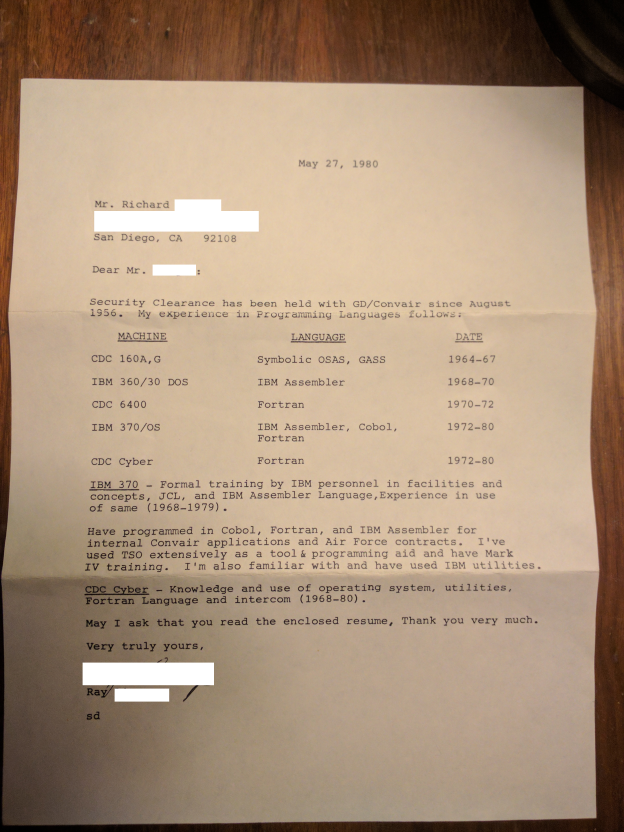 May 27, 1980
Mr. Richard
San Diego, CA 92108
Dear Mr. :
Security Clearance has been held with GD/Convair since August
1956. My experience in Programming Languages follows:
MACHINE LANGUAGE DATE
CDC 160A,G Symbolic OSAS, GASS 1964-67
IBM 360/30 DOS IBM Assembler 1968-70
CDC 6400 Fortran 1970-72
IBM 370/OS IBM Assembler, Cobol, 1972-80
Fortran
CDC Cyber Fortran 1972-80
IBM 370 - Formal training by IBM personnel in facilities and
concepts, JCL, and IBM Assembler Language,Experience in use
of same (1968-1979).
Have programmed in Cobol, Fortran, and IBM Assembler for
internal Convair applications and Air Force contracts. I've
used TSO extensively as a tool & programming aid and have Mark
IV training. I'm also familiar with and have used IBM utilities.
CDC Cyber - Knowledge and use of operating system, utilities,
Fortran Language and intercom (1968-80).
May I ask that you read the enclosed resume, Thank you very much.
Very truly yours,
Ray
sd